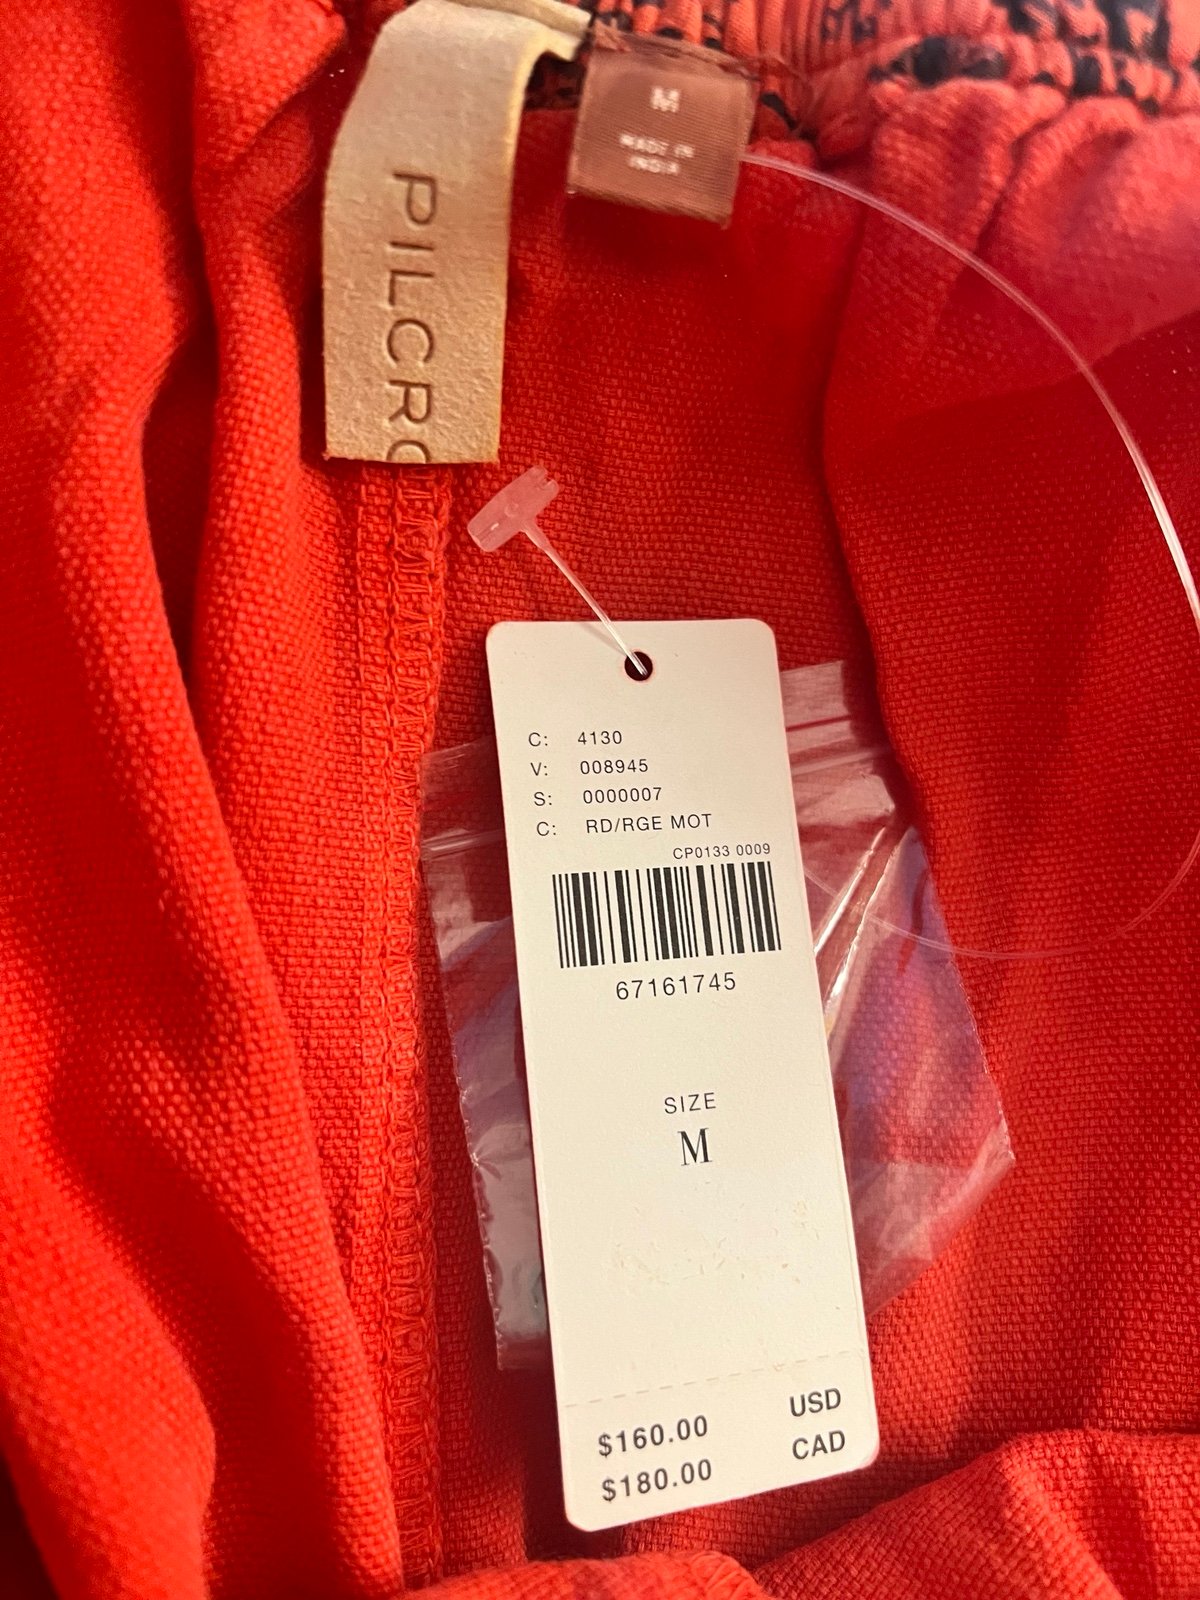 PILCRO
M
MADE IN
INDIA
C: 4130
V: 008945
S: 0000007
C: RD/RGE MOT
CP0133 0009
67161745
SIZE
M
$160.00 USD
$180.00 CAD